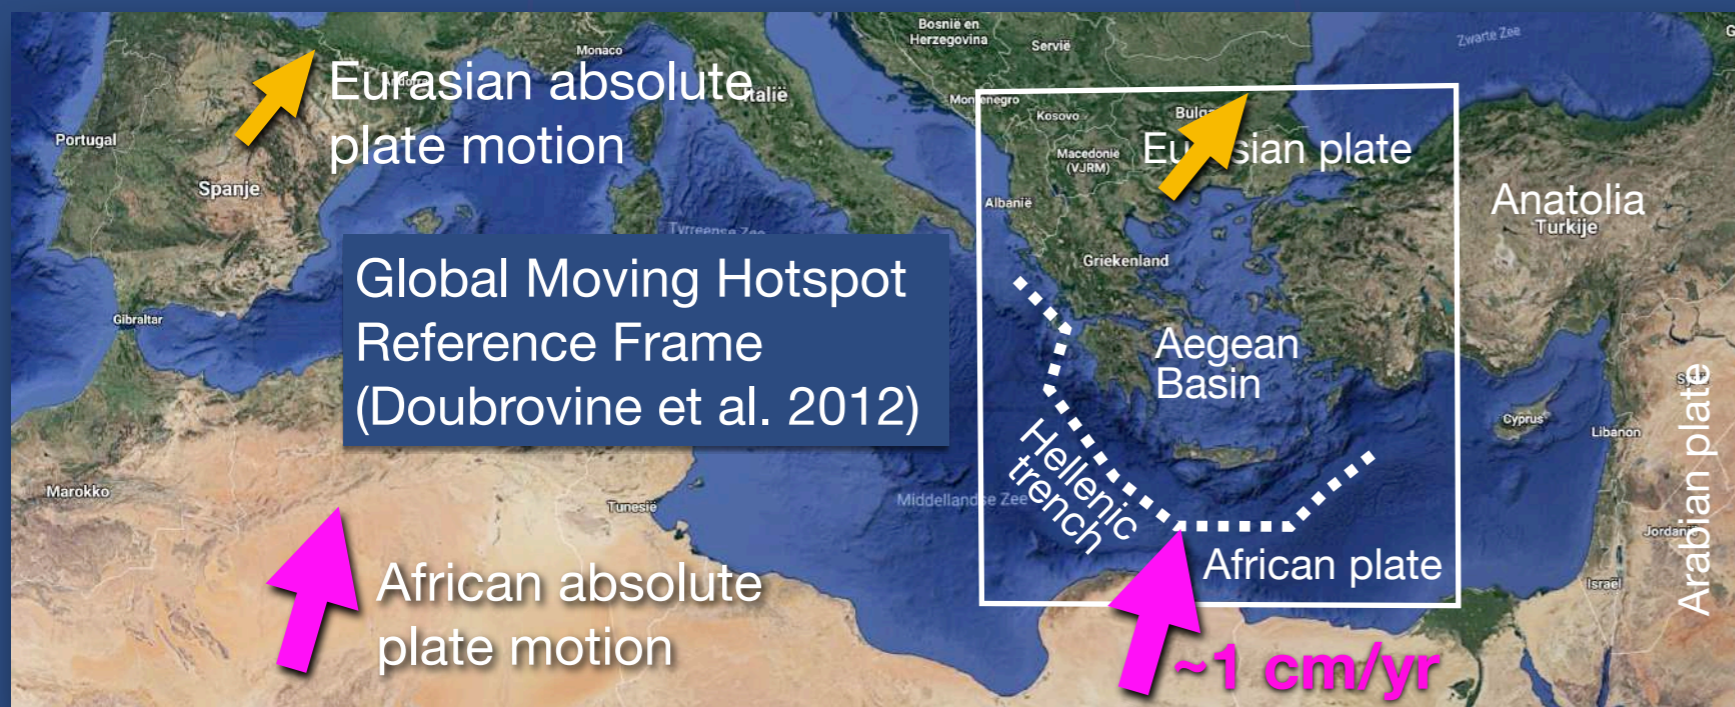 Bosnië en
Herzegovina
Servië
Zwarte Zee
Monaco
Eurasian absolute
plate motion
Italië
Montenegro
Kosovo
Portugal
Macedonië
(VJRM)
Eurasian plate
Spanje
Albanië
Anatolia
Turkije
Tyrreense Zee
Griekenland
Global Moving Hotspot
Reference Frame
(Doubrovine et al. 2012)
Gibraltar
Aegean
Basin
Cyprus
Libanon
Hellenic
trench
Marokko
Tunesië
Middellandse Zee
Arabian plate
African plate
Israël
African absolute
plate motion
~1 cm/yr